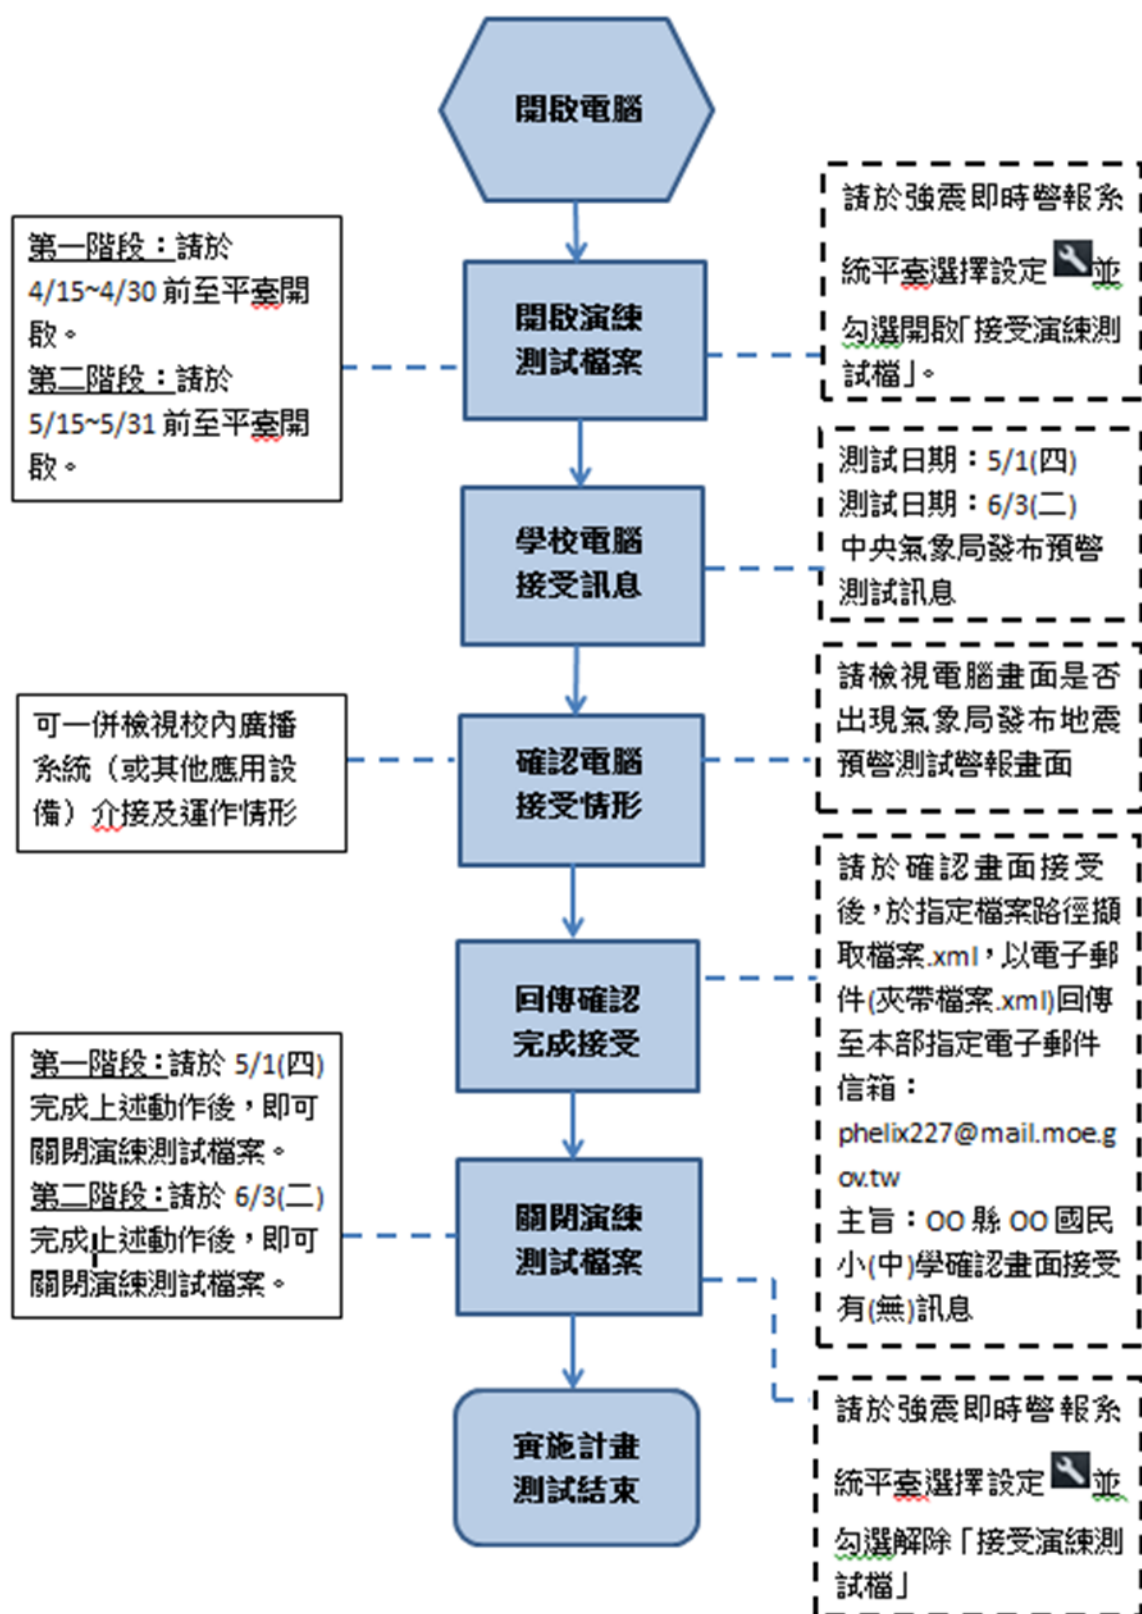 開啟電腦
請於強震即時警報系
統平臺選擇設定並
勾選開啟「接受演練測
試檔」。
第一階段：請於
4/15~4/30 前至平臺開
啟。
第二階段：請於
5/15~5/31 前至平臺開
啟。
開啟演練
測試檔案
測試日期：5/1(四)
測試日期：6/3(二)
中央氣象局發布預警
測試訊息
學校電腦
接受訊息
請檢視電腦畫面是否
出現氣象局發布地震
預警測試警報畫面
可一併檢視校內廣播
系統（或其他應用設
備）介接及運作情形
確認電腦
接受情形
請於確認畫面接受
後，於指定檔案路徑擷
取檔案.xml，以電子郵
件(夾帶檔案.xml)回傳
至本部指定電子郵件
信箱：
phelix227@mail.moe.g
ov.tw
主旨：OO 縣 OO 國民
小(中)學確認畫面接受
有(無)訊息
回傳確認
完成接受
第一階段：請於 5/1(四)
完成上述動作後，即可
關閉演練測試檔案。
第二階段：請於 6/3(二)
完成上述動作後，即可
關閉演練測試檔案。
關閉演練
測試檔案
請於強震即時警報系
統平臺選擇設定並
勾選解除「接受演練測
試檔」
實施計畫
測試結束